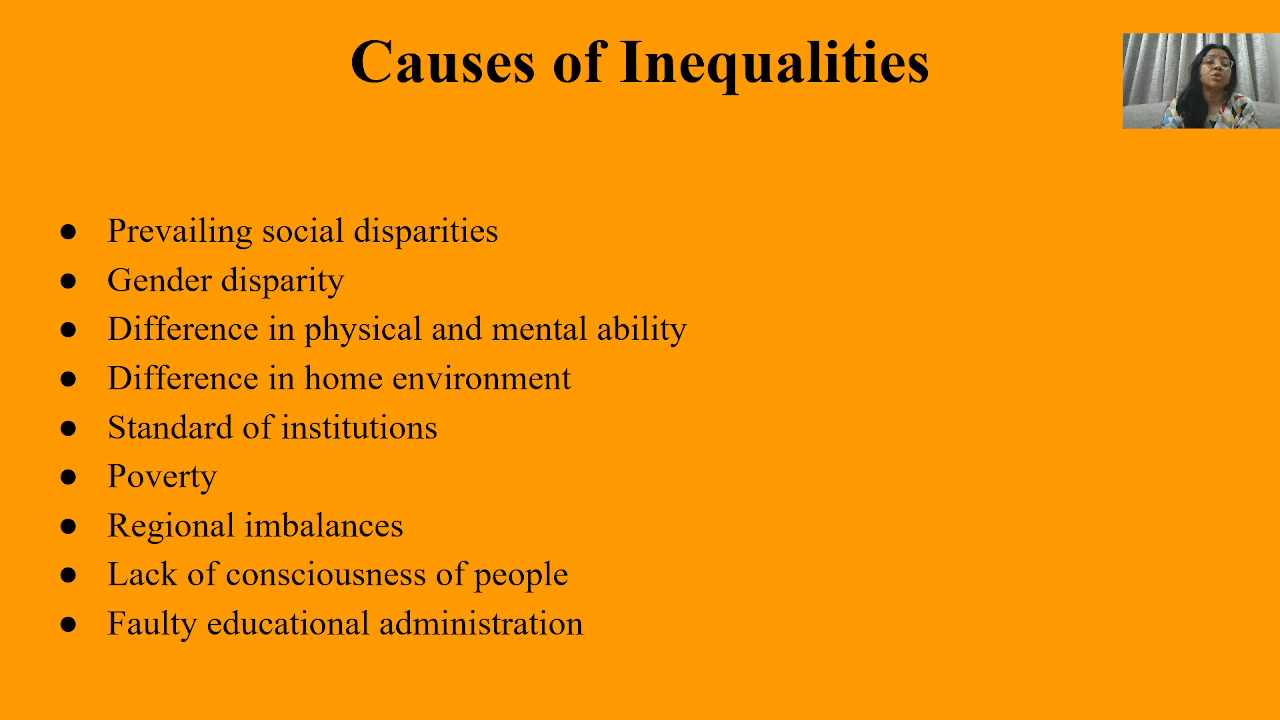 Causes of Inequalities
● Prevailing social disparities
● Gender disparity
● Difference in physical and mental ability
● Difference in home environment
● Standard of institutions
● Poverty
● Regional imbalances
● Lack of consciousness of people
● Faulty educational administration